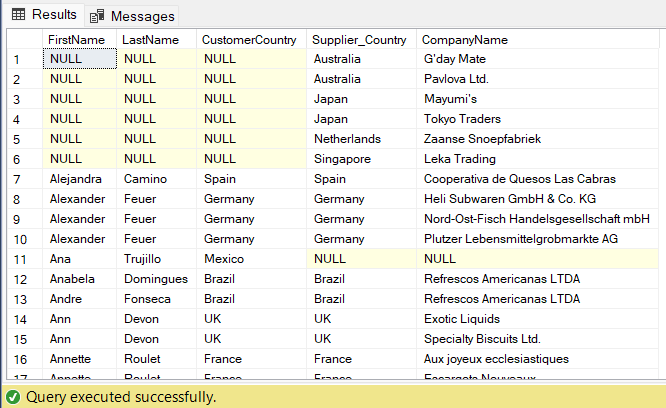 Results Messages
FirstName LastName CustomerCountry Supplier_Country CompanyName
1 NULL NULL NULL Australia G'day Mate
2 NULL NULL NULL Australia Pavlova Ltd.
3 NULL NULL NULL Japan Mayumi's
4 NULL NULL NULL Japan Tokyo Traders
5 NULL NULL NULL Netherlands Zaanse Snoepfabriek
6 NULL NULL NULL Singapore Leka Trading
7 Alejandra Camino Spain Spain Cooperativa de Quesos Las Cabras
8 Alexander Feuer Germany Germany Heli Subwaren GmbH & Co. KG
9 Alexander Feuer Germany Germany Nord-Ost-Fisch Handelsgesellschaft mbH
10 Alexander Feuer Germany Germany Plutzer Lebensmittelgrobmarkte AG
11 Ana Trujillo Mexico NULL NULL
12 Anabela Domingues Brazil Brazil Refrescos Americanas LTDA
13 Andre Fonseca Brazil Brazil Refrescos Americanas LTDA
14 Ann Devon UK UK Exotic Liquids
15 Ann Devon UK UK Specialty Biscuits Ltd.
16 Annette Roulet France France Aux joyeux ecclesiastiques
17 Annette Roulet France France Escargots Nouveaux
Query executed successfully.